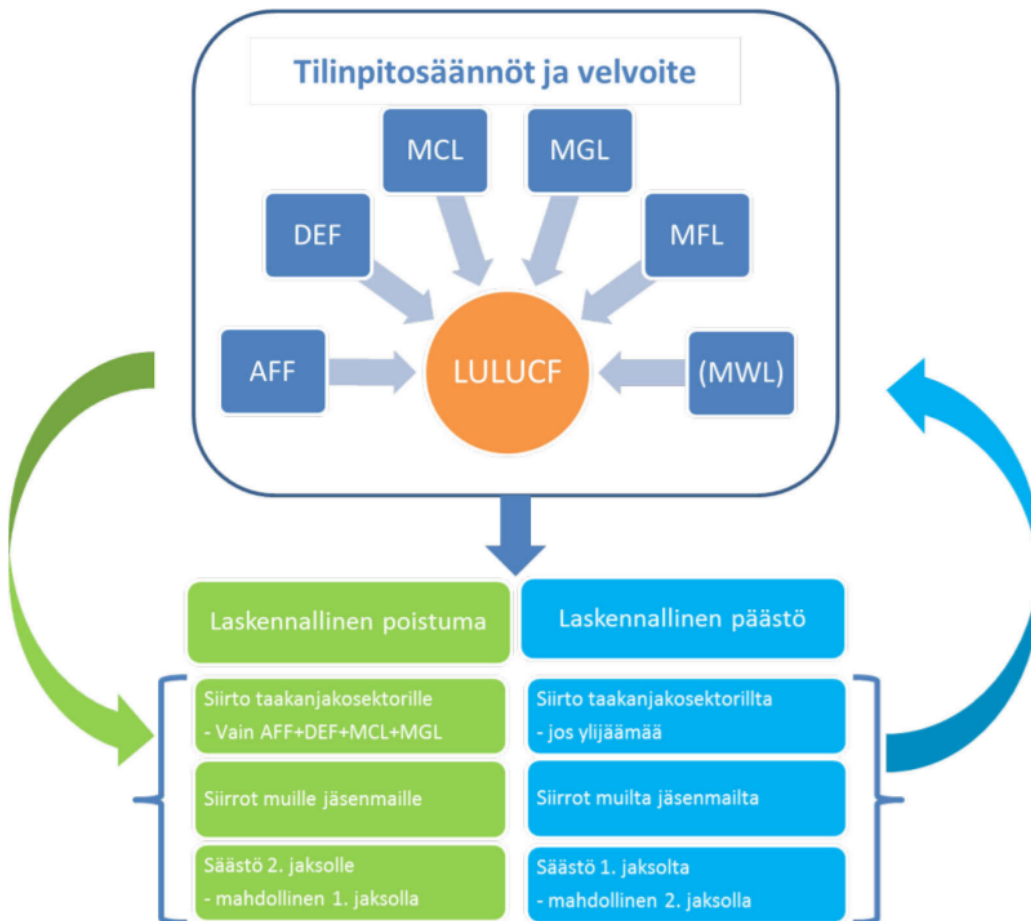 Tilinpitosäännöt ja velvoite
MCL
MGL
DEF
MFL
AFF
LULUCF
(MWL)
Laskennallinen poistuma
Laskennallinen päästö
Siirto taakanjakosektorille
- Vain AFF+DEF+MCL+MGL
Siirto taakanjakosektorillta
- jos ylijäämää
Siirrot muille jäsenmaille
Siirrot muilta jäsenmailta
Säästö 2. jaksolle
- mahdollinen 1. jaksolla
Säästö 1. jaksolta
- mahdollinen 2. jaksolla